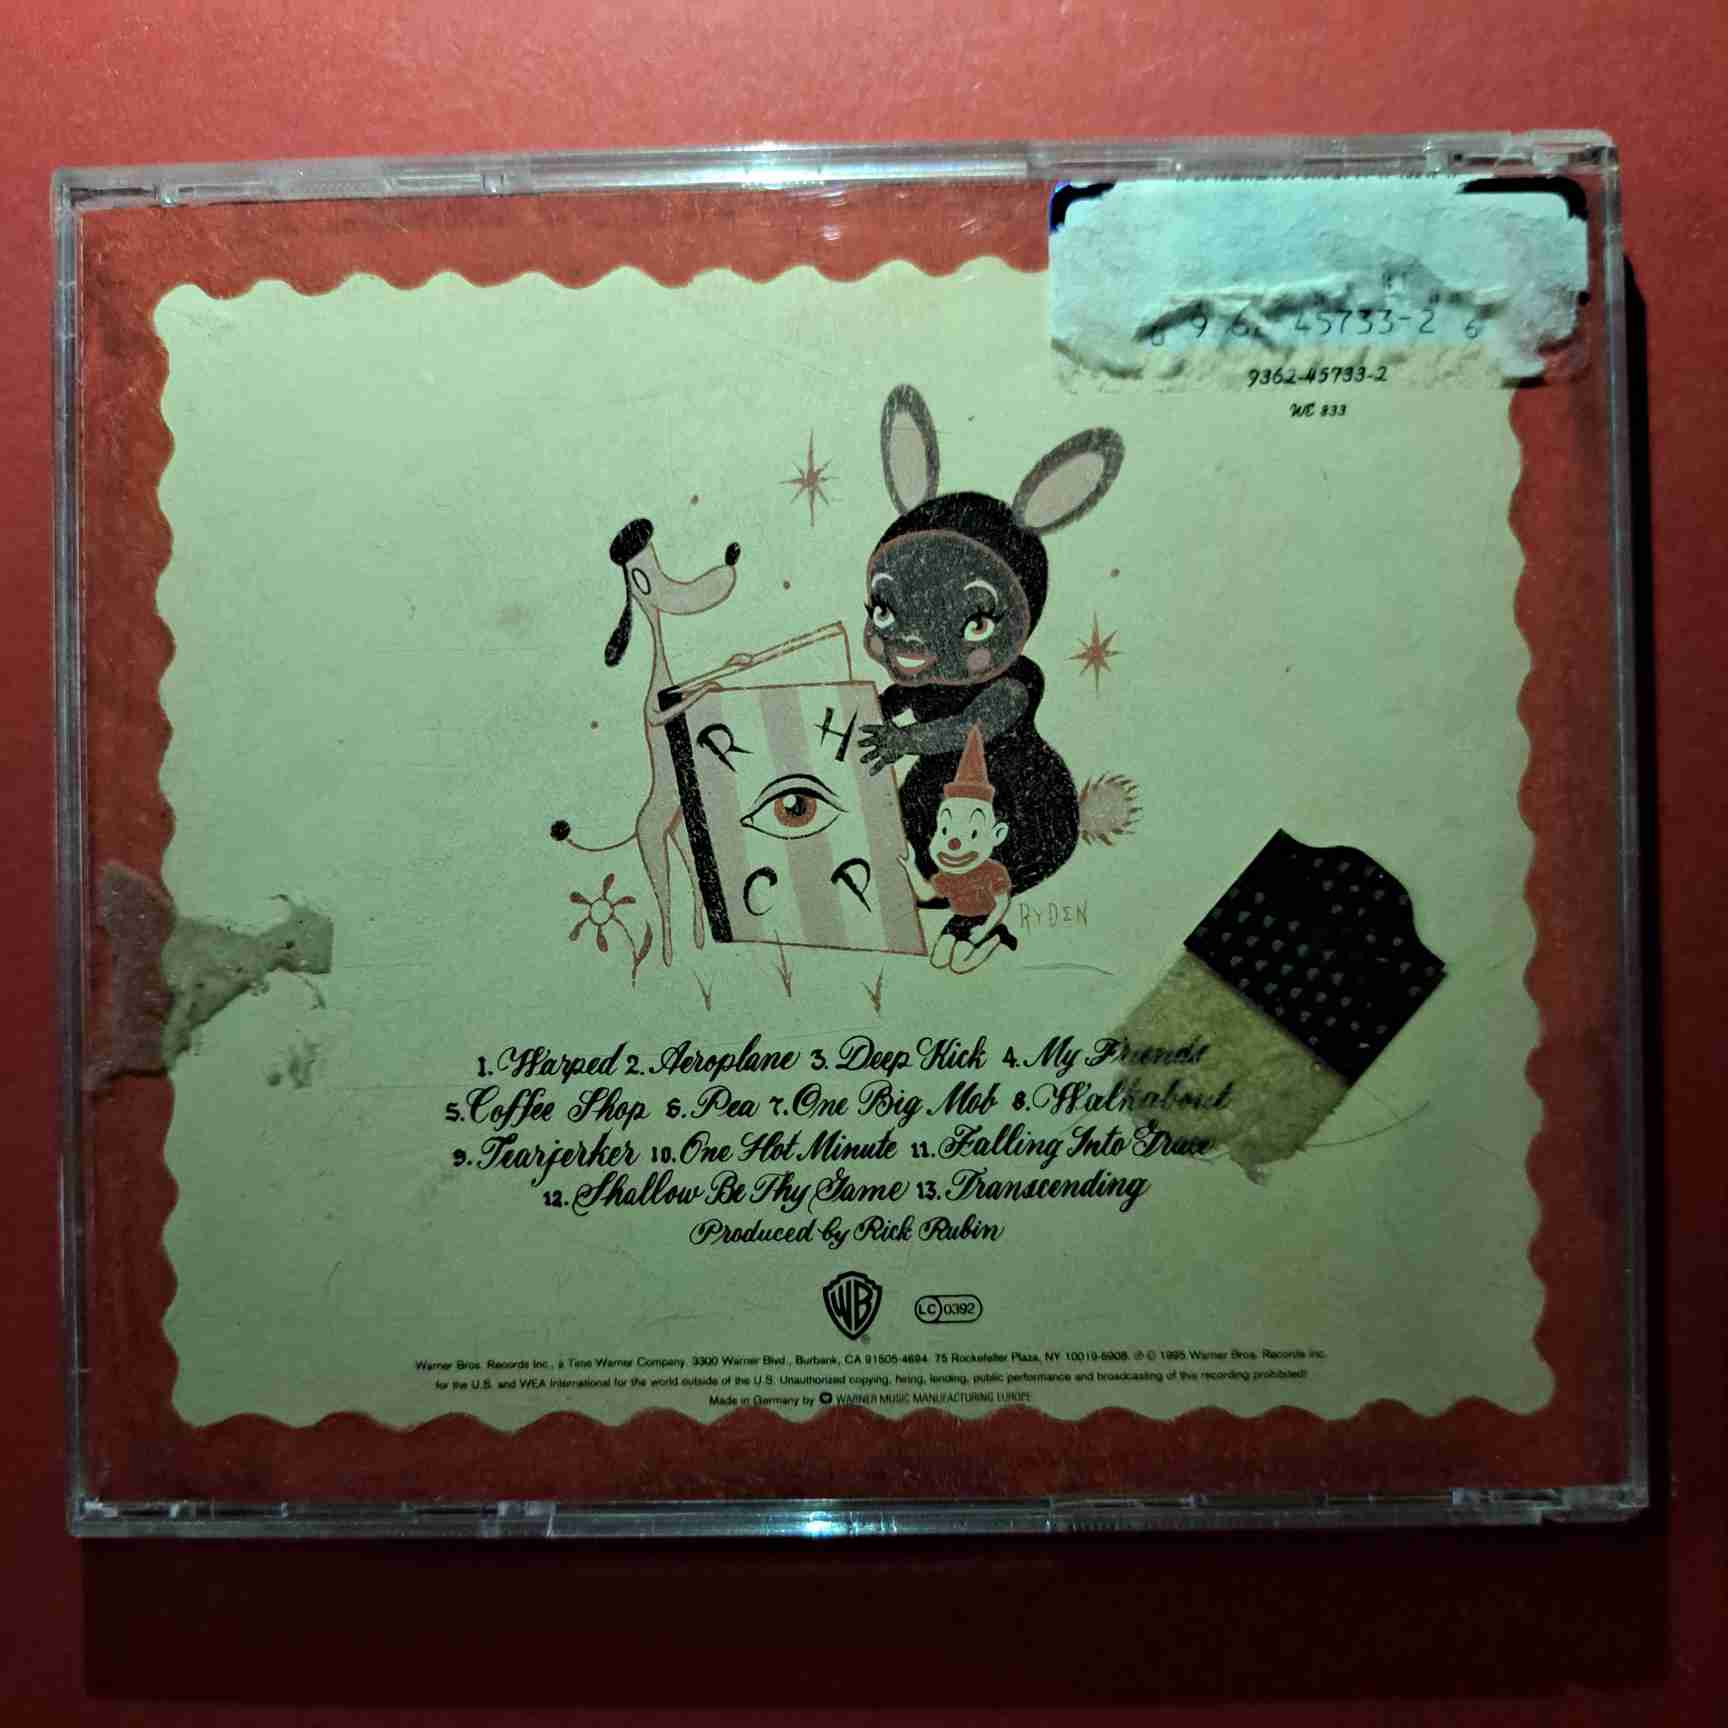 9 62 45733-2 6
9362-45733-2
WE 833
R H
C P
RYDEN
1. Warped 2. Aeroplane 3. Deep Kick 4. My Friends
5. Coffee Shop 6. Pea 7. One Big Mob 8. Walkabout
9. Tearjerker 10. One Hot Minute 11. Falling Into Grace
12. Shallow Be Thy Game 13. Transcending
Produced by Rick Rubin
WB
LC 0392
Warner Bros. Records Inc., a Time Warner Company. 3300 Warner Blvd., Burbank, CA 91505-4694. 75 Rockefeller Plaza, NY 10019-6908. ℗ © 1995 Warner Bros. Records Inc.
for the U.S. and WEA International for the world outside of the U.S. Unauthorized copying, hiring, lending, public performance and broadcasting of this recording prohibited!
Made in Germany by WARNER MUSIC MANUFACTURING EUROPE